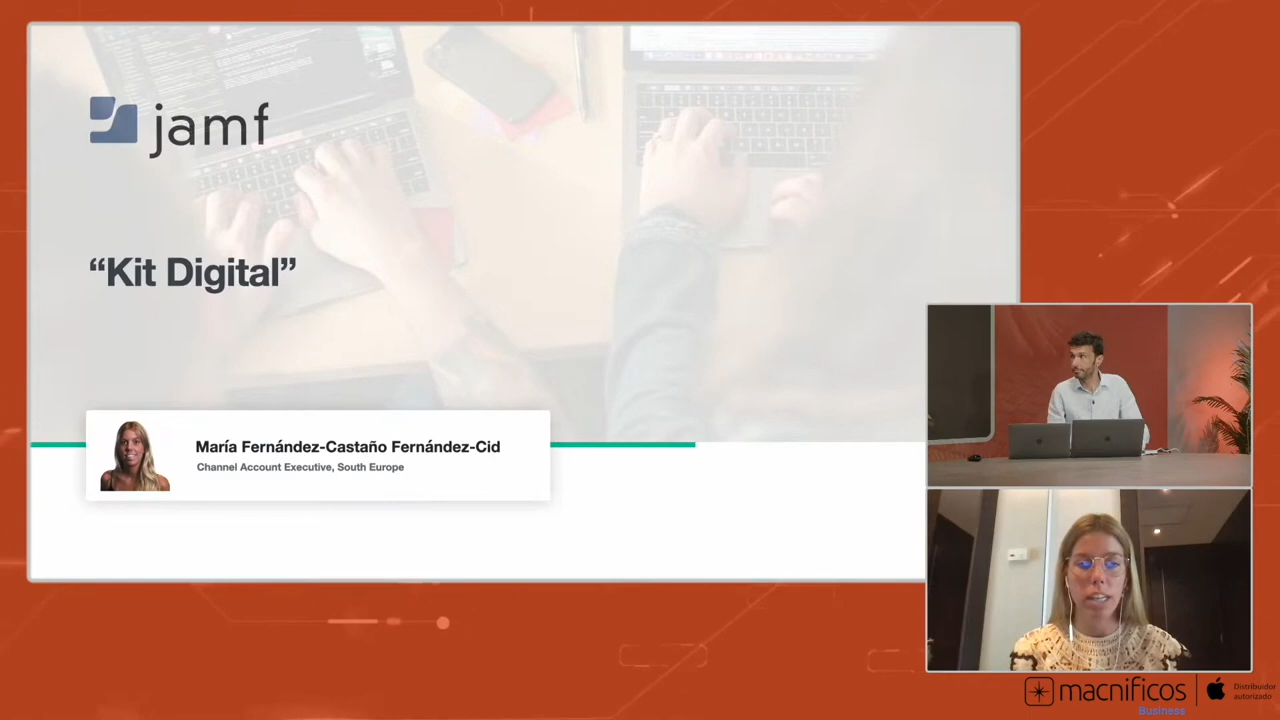 jamf
“Kit Digital”
María Fernández-Castaño Fernández-Cid
Channel Account Executive, South Europe
macnificos
Business
Distribuidor
autorizado